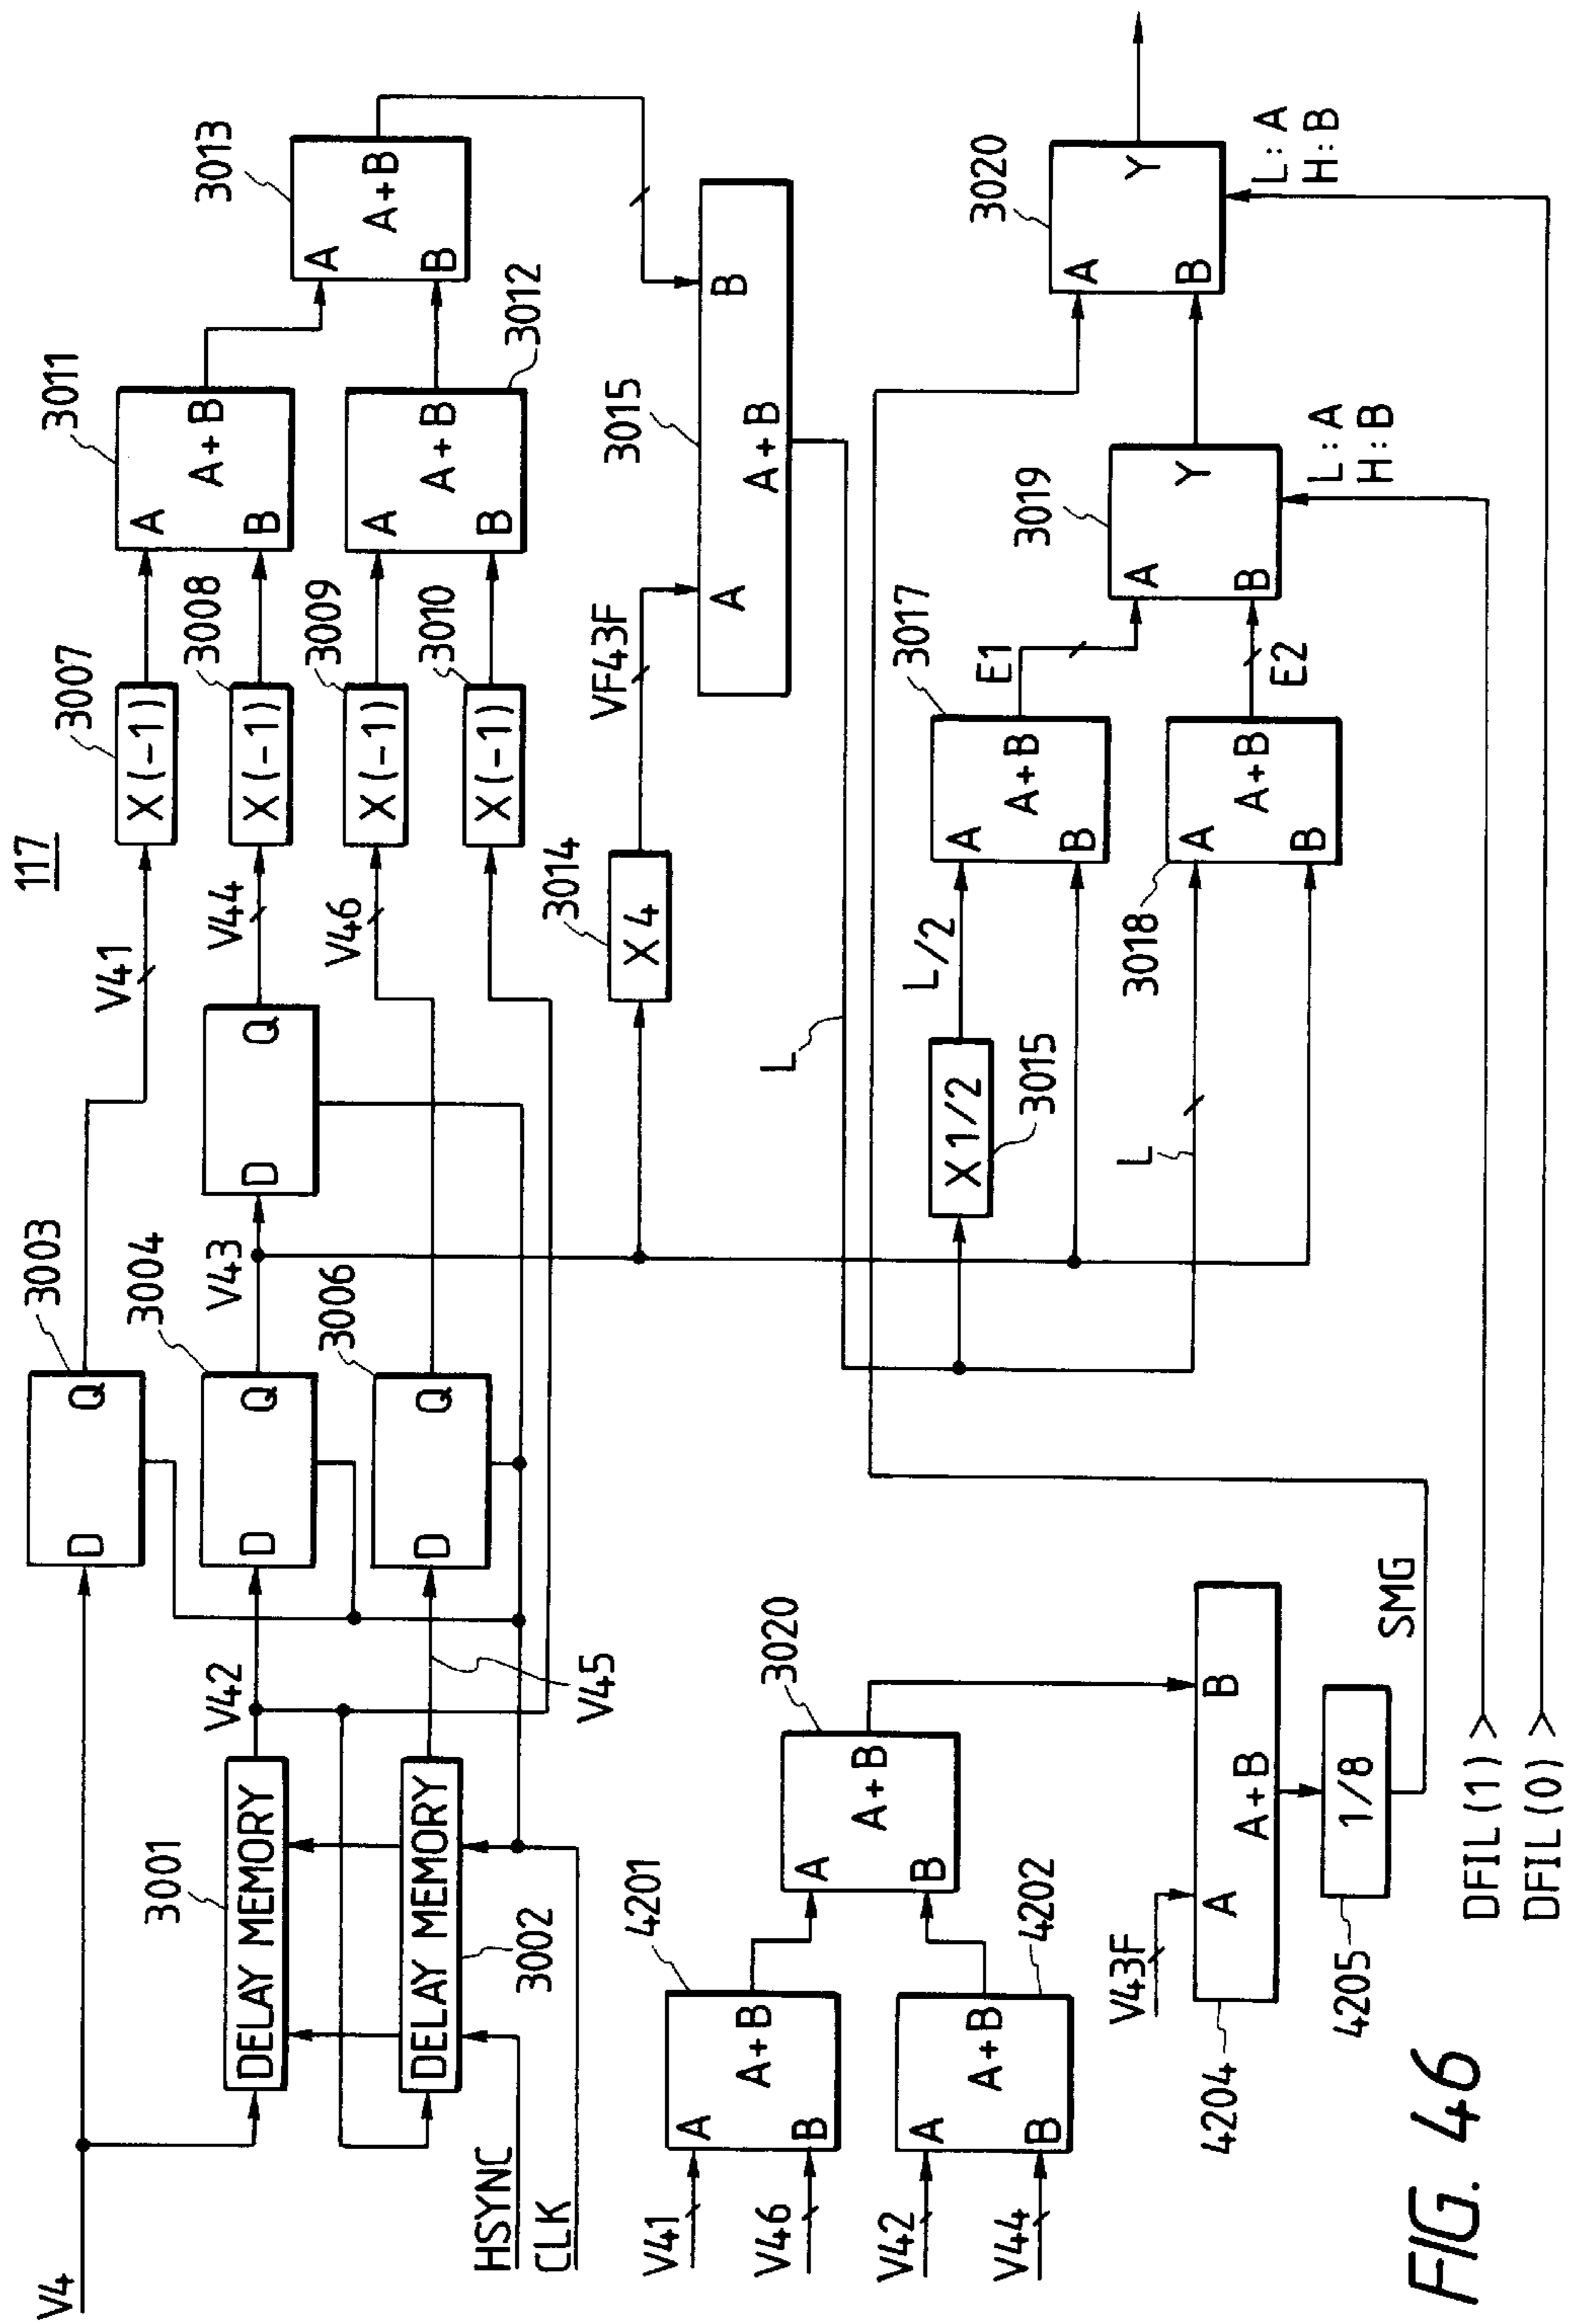 117
V4
3001
DELAY MEMORY
DELAY MEMORY
3002
HSYNC
CLK
V42
V45
3003
D
Q
3004
D
Q
3006
D
Q
V43
D
Q
V41
V44
V46
3007
X(-1)
3008
X(-1)
3009
X(-1)
3010
X(-1)
3011
A
B
A+B
3012
A
B
A+B
3013
A
B
A+B
3014
X4
VF43F
3015
A
B
A+B
L
X1/2
3015
L/2
L
3017
A
B
A+B
E1
3018
A
B
A+B
E2
3019
A
B
Y
L:A
H:B
3020
A
B
Y
L:A
H:B
V41
V46
4201
A
B
A+B
V42
V44
4202
A
B
A+B
3020
A
B
A+B
V43F
4204
A
B
A+B
4205
1/8
SMG
DFIL(1)
DFIL(0)
FIG. 46